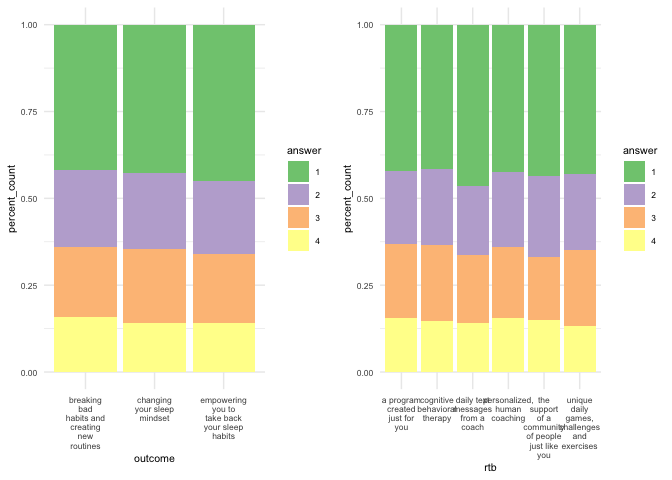 1.00
0.75
0.50
0.25
0.00
percent_count
breaking
bad
habits and
creating
new
routines
changing
your sleep
mindset
empowering
you to
take back
your sleep
habits
outcome
answer
1
2
3
4
1.00
0.75
0.50
0.25
0.00
percent_count
a program
created
just for
you
cognitive
behavioral
therapy
daily text
messages
from a
coach
personalized,
human
coaching
the
support
of a
community
of people
just like
you
unique
daily
games,
challenges
and
exercises
rtb
answer
1
2
3
4